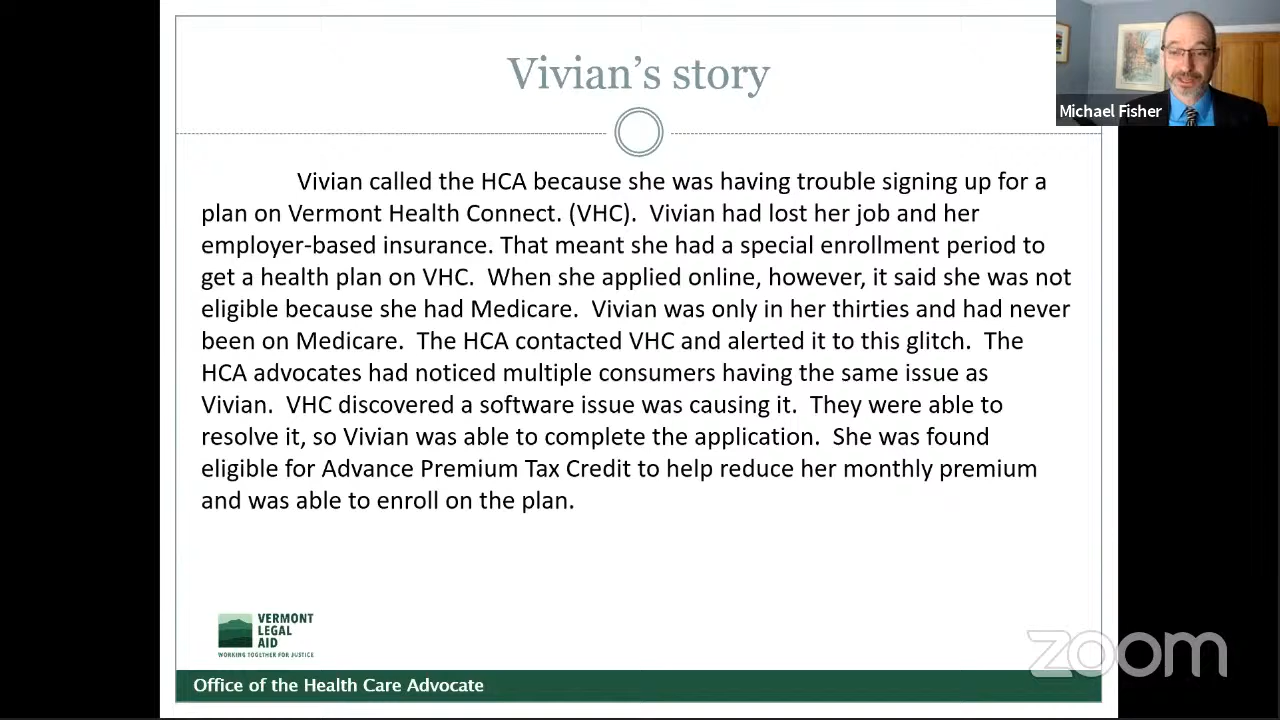 Vivian's story
Michael Fisher
Vivian called the HCA because she was having trouble signing up for a
plan on Vermont Health Connect. (VHC).  Vivian had lost her job and her
employer-based insurance. That meant she had a special enrollment period to
get a health plan on VHC.  When she applied online, however, it said she was not
eligible because she had Medicare.  Vivian was only in her thirties and had never
been on Medicare.  The HCA contacted VHC and alerted it to this glitch.  The
HCA advocates had noticed multiple consumers having the same issue as
Vivian.  VHC discovered a software issue was causing it.  They were able to
resolve it, so Vivian was able to complete the application.  She was found
eligible for Advance Premium Tax Credit to help reduce her monthly premium
and was able to enroll on the plan.
VERMONT
LEGAL
AID
WORKING TOGETHER FOR JUSTICE
zoom
Office of the Health Care Advocate